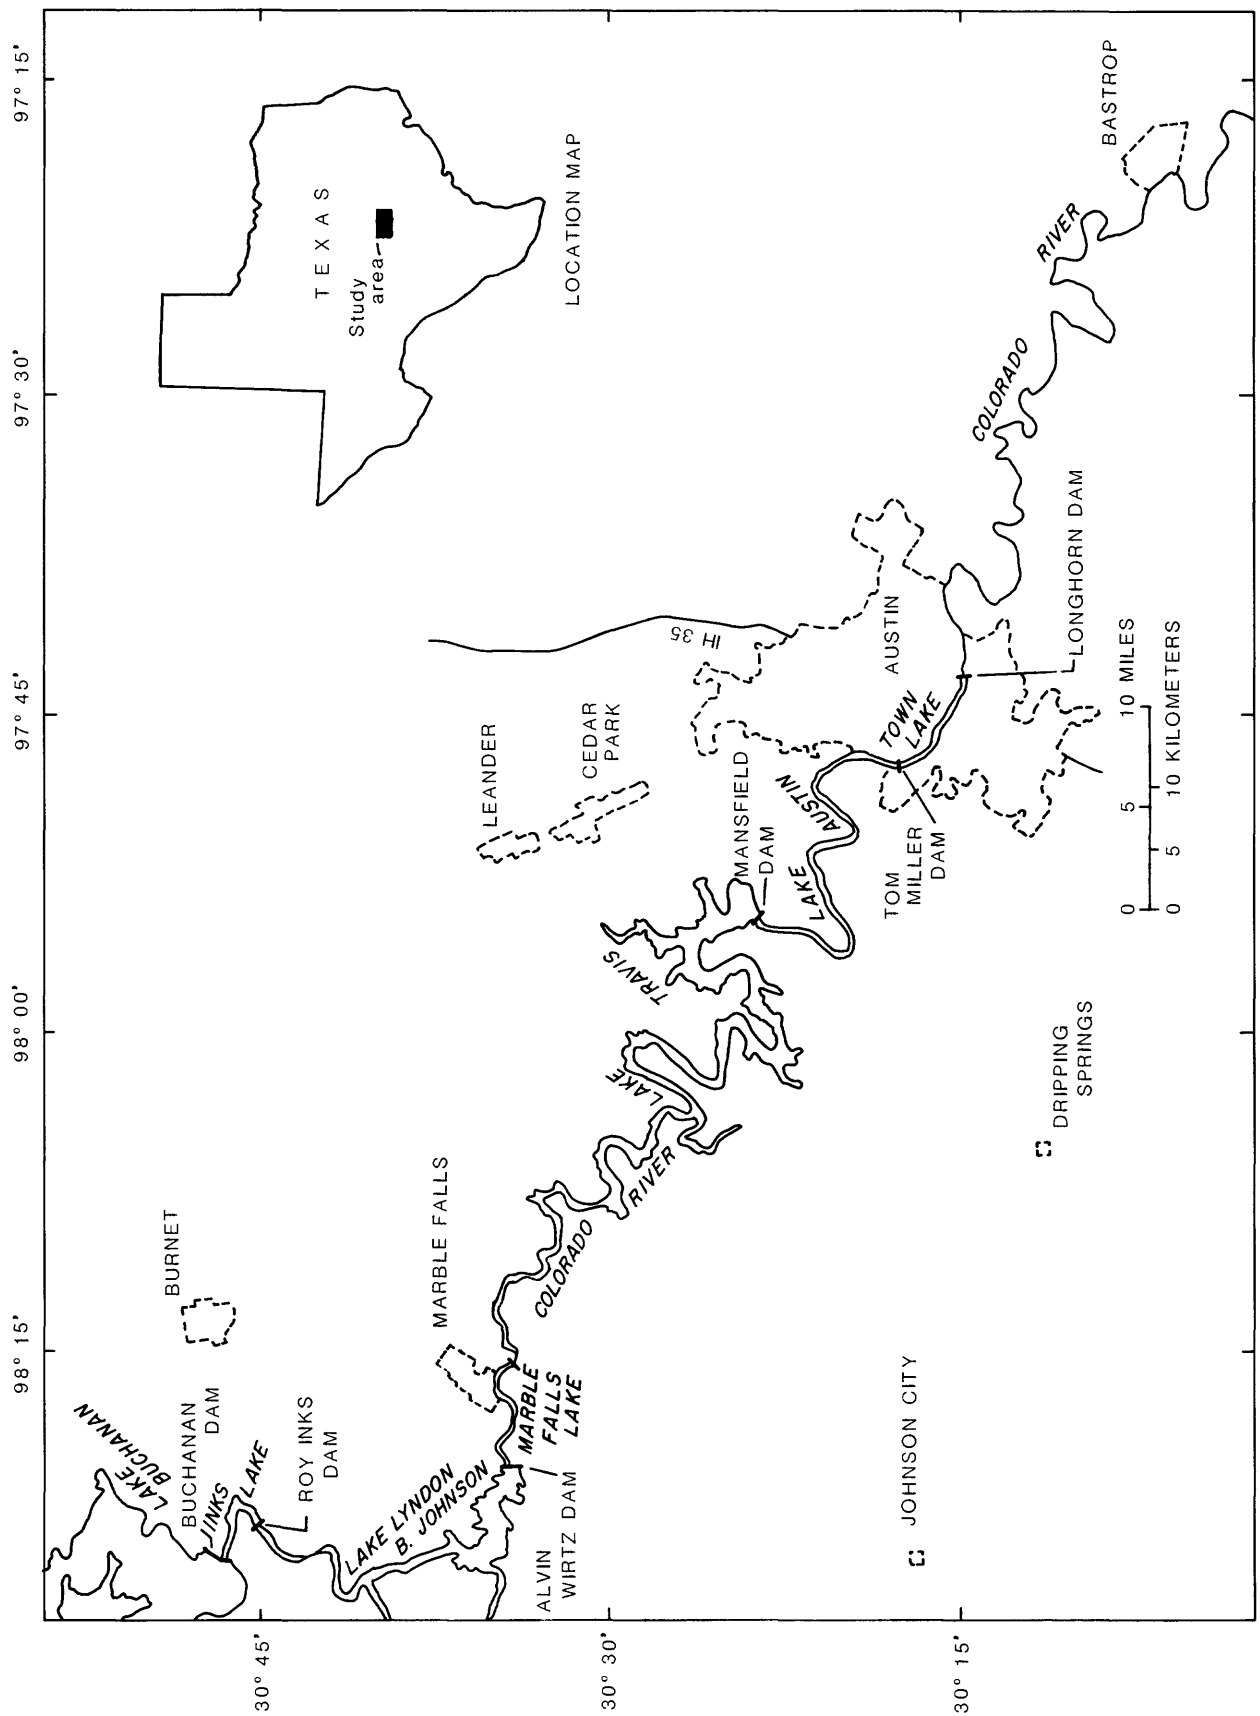 98° 15'
98° 00'
97° 45'
97° 30'
97° 15'
30° 45'
30° 30'
30° 15'
LAKE
BUCHANAN
BUCHANAN
DAM
INKS
LAKE
ROY INKS
DAM
BURNET
LAKE LYNDON
B. JOHNSON
ALVIN
WIRTZ DAM
MARBLE
FALLS
LAKE
MARBLE FALLS
COLORADO
RIVER
LAKE
TRAVIS
MANSFIELD
DAM
LEANDER
CEDAR
PARK
IH 35
LAKE
AUSTIN
TOM
MILLER
DAM
TOWN
LAKE
AUSTIN
LONGHORN DAM
COLORADO
RIVER
BASTROP
JOHNSON CITY
DRIPPING
SPRINGS
TEXAS
Study
area
LOCATION MAP
0 5 10 MILES
0 5 10 KILOMETERS